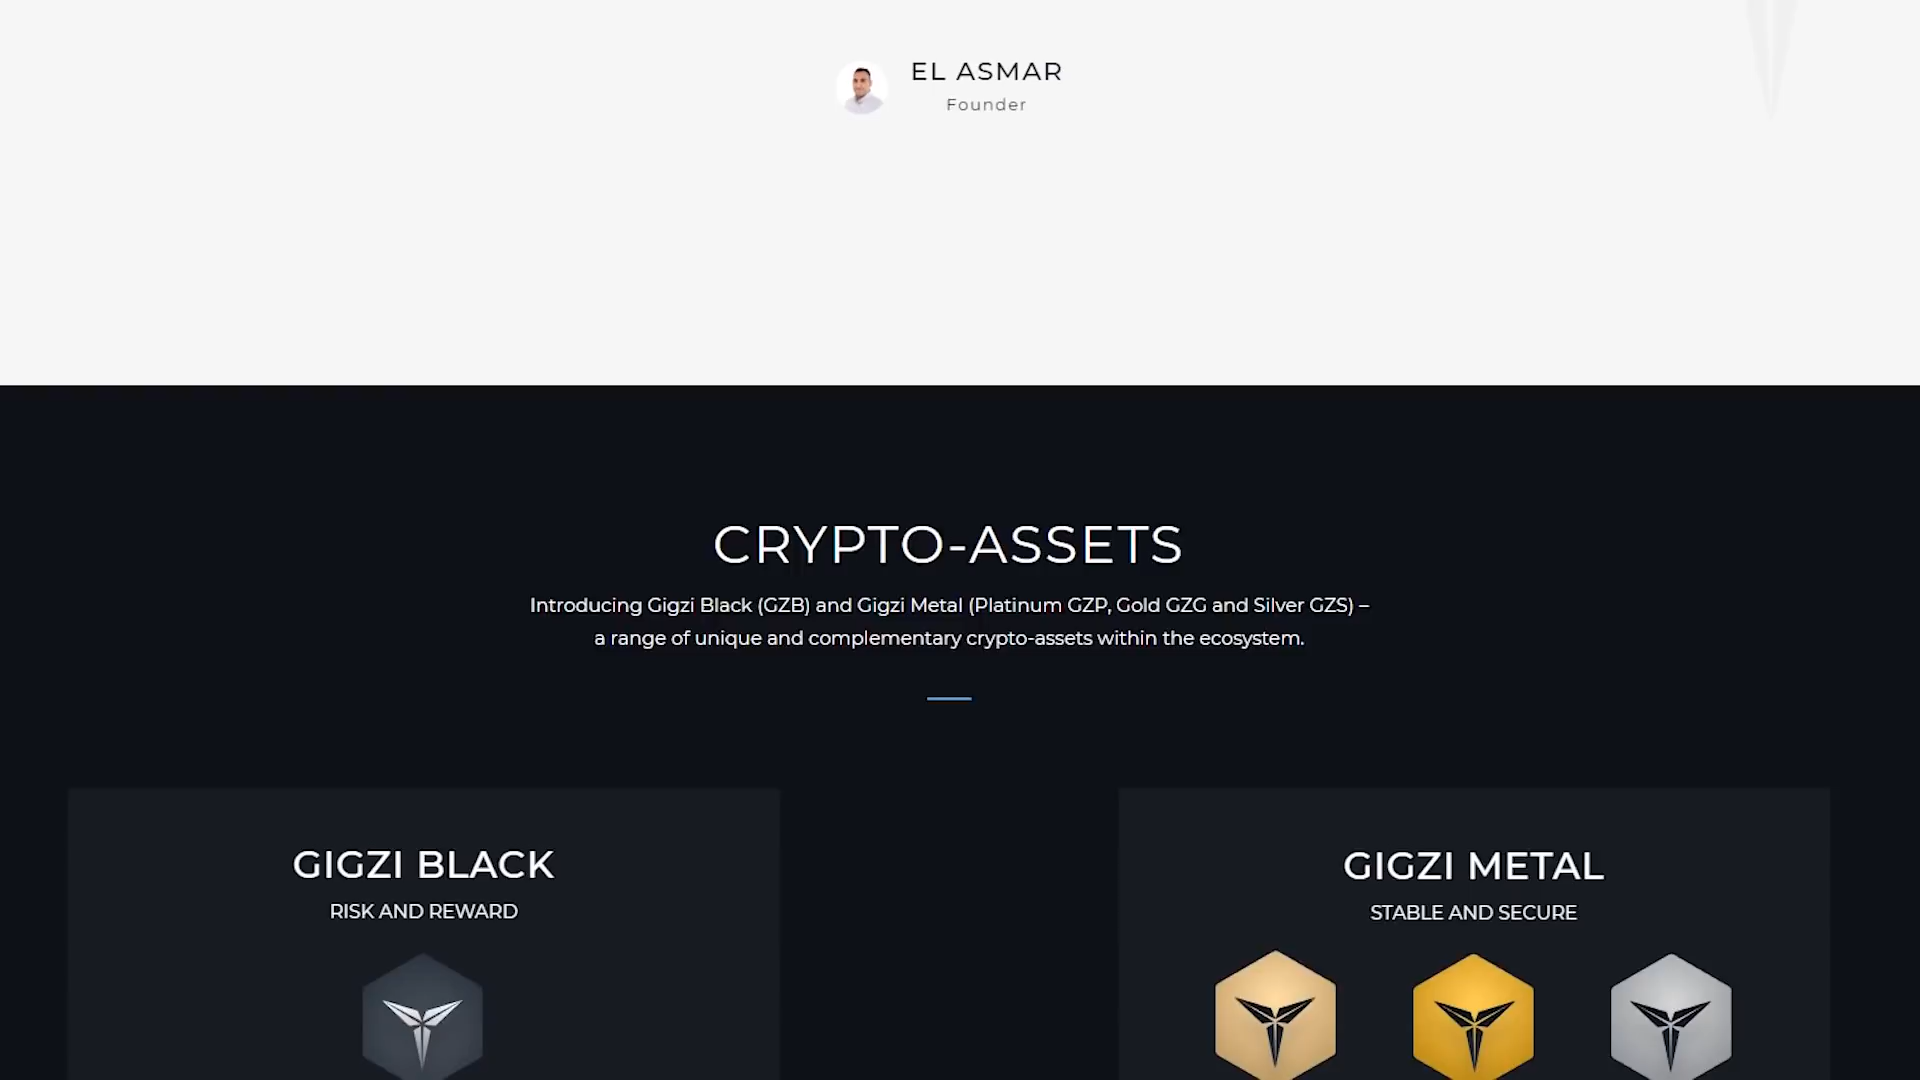 EL ASMAR
Founder
CRYPTO-ASSETS
Introducing Gigzi Black (GZB) and Gigzi Metal (Platinum GZP, Gold GZG and Silver GZS) –
a range of unique and complementary crypto-assets within the ecosystem.
GIGZI BLACK
RISK AND REWARD
GIGZI METAL
STABLE AND SECURE